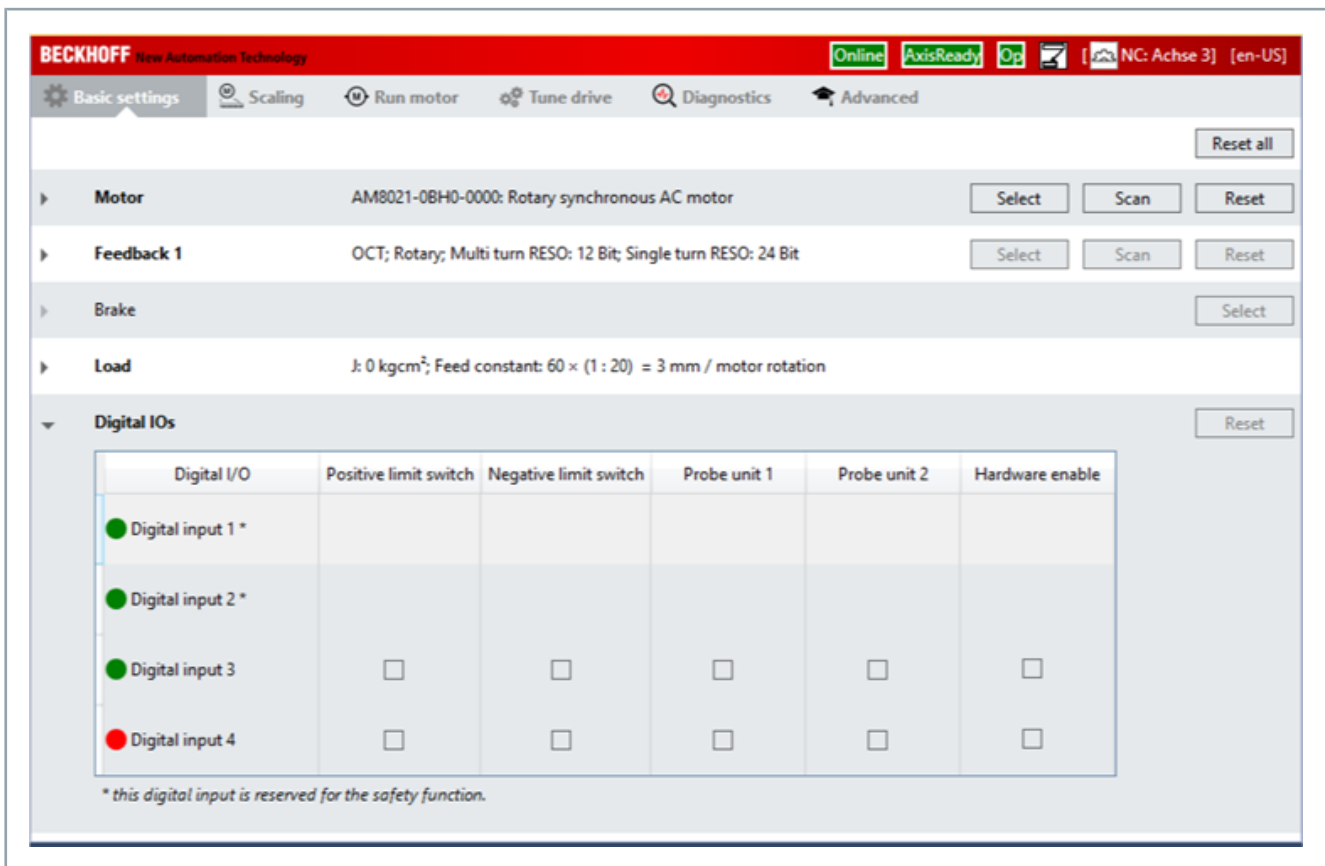 BECKHOFF New Automation Technology Online AxisReady Op [ NC: Achse 3] [en-US]
Basic settings Scaling Run motor Tune drive Diagnostics Advanced
Reset all
Motor AM8021-0BH0-0000: Rotary synchronous AC motor Select Scan Reset
Feedback 1 OCT; Rotary; Multi turn RESO: 12 Bit; Single turn RESO: 24 Bit Select Scan Reset
Brake Select
Load J: 0 kgcm²; Feed constant: 60 × (1 : 20) = 3 mm / motor rotation
Digital IOs Reset
Digital I/O Positive limit switch Negative limit switch Probe unit 1 Probe unit 2 Hardware enable
Digital input 1 *
Digital input 2 *
Digital input 3
Digital input 4
* this digital input is reserved for the safety function.